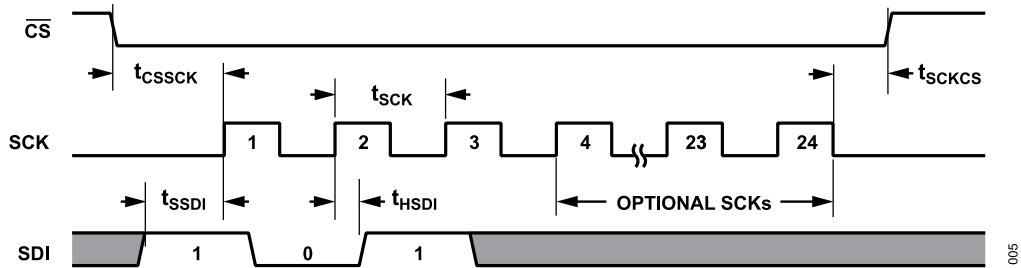 CS
tCSSCK
tSCKCS
tSCK
SCK
1
2
3
4
23
24
tSSDI
tHSDI
OPTIONAL SCKs
SDI
1
0
1
005